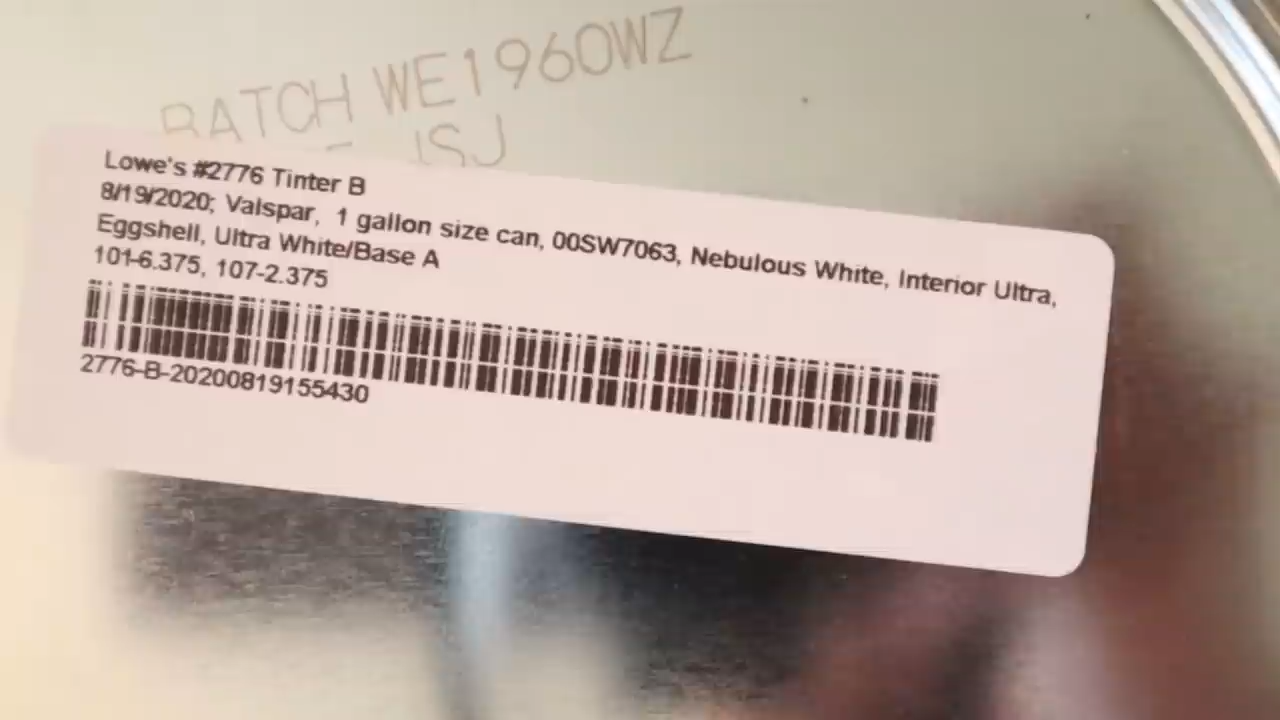 BATCH WE1960WZ
Lowe's #2776 Tinter B
8/19/2020; Valspar, 1 gallon size can, 00SW7063, Nebulous White, Interior Ultra,
Eggshell, Ultra White/Base A
101-6.375, 107-2.375
2776-B-20200819155430